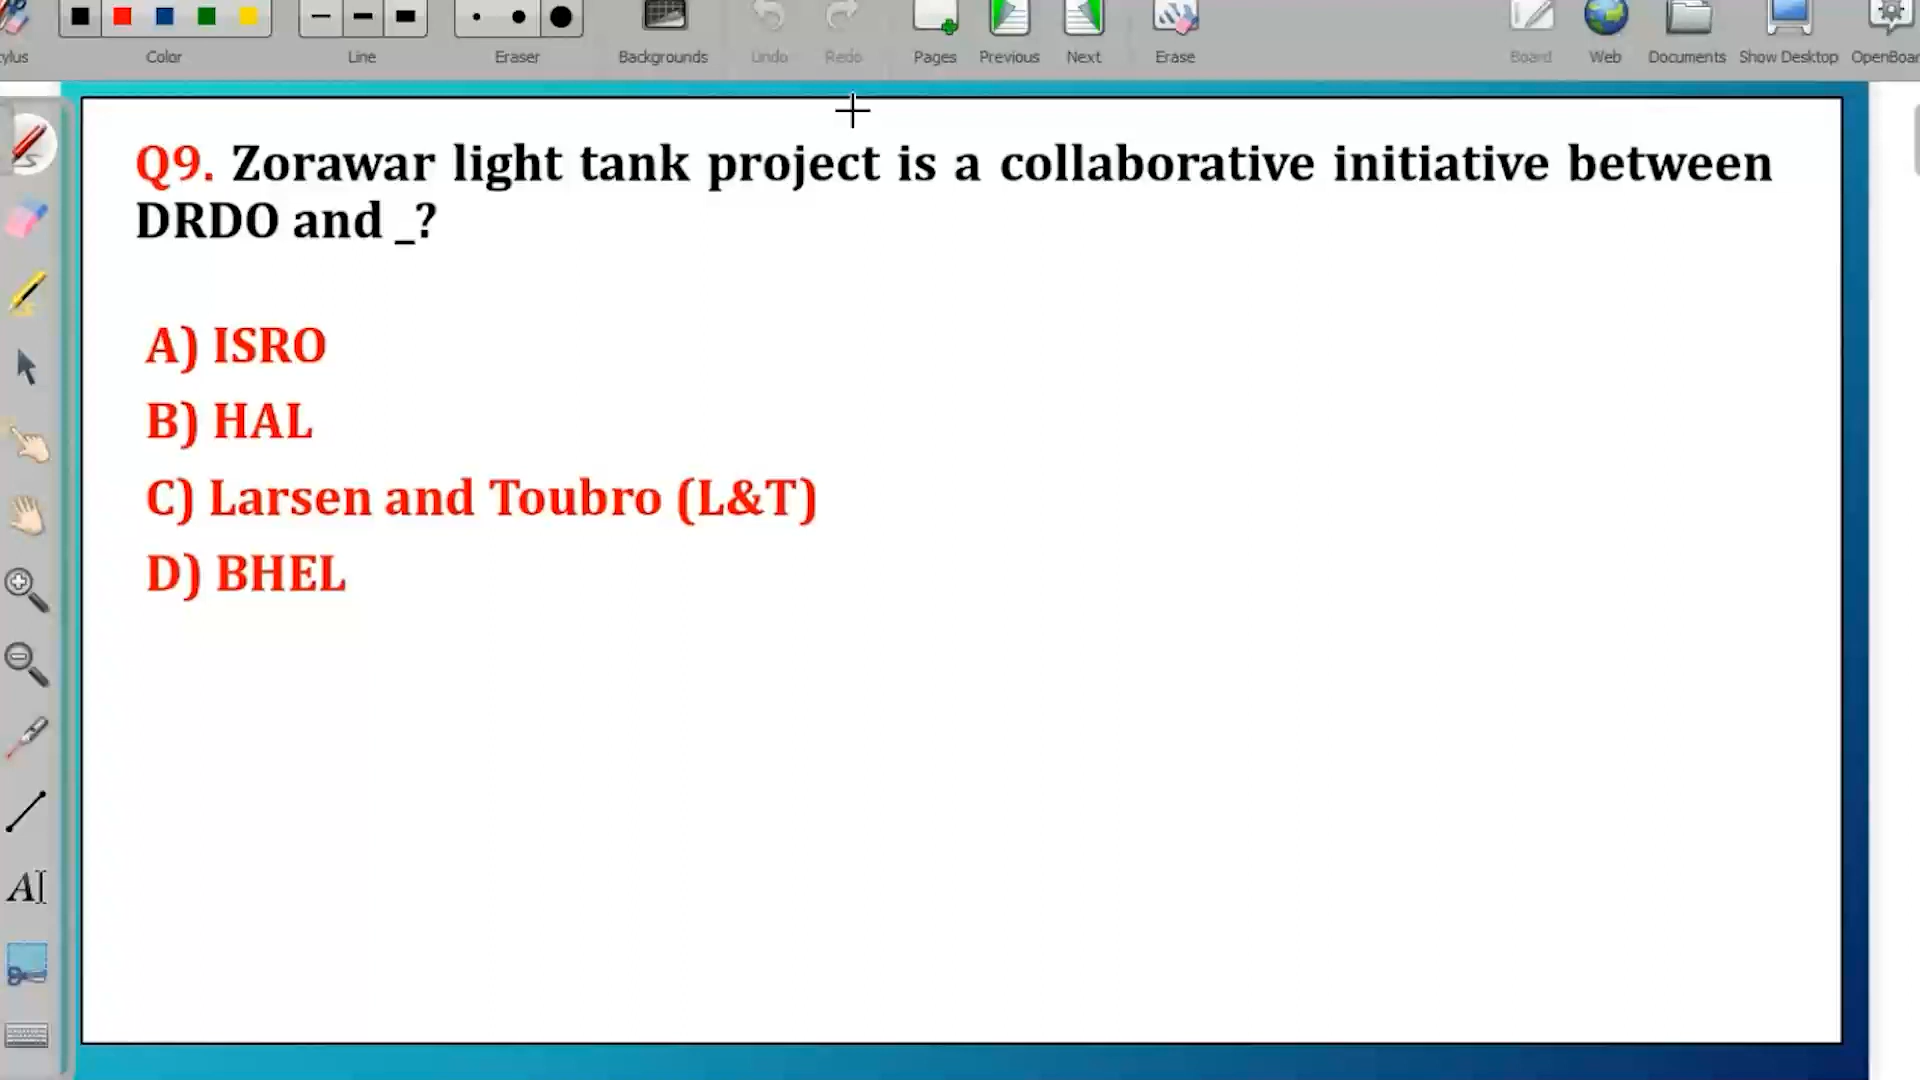 ylus
Color
Line
Eraser
Backgrounds
Undo
Redo
Pages
Previous
Next
Erase
Board
Web
Documents
Show Desktop
OpenBoar
Q9. Zorawar light tank project is a collaborative initiative between
DRDO and _?
A) ISRO
B) HAL
C) Larsen and Toubro (L&T)
D) BHEL